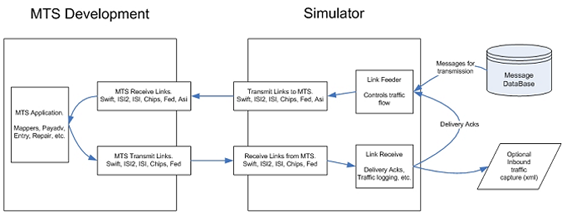 MTS Development
Simulator
MTS Receive Links.
Swift, ISI2, ISI, Chips, Fed, Asi
Transmit Links to MTS.
Swift, ISI2, ISI, Chips, Fed, Asi
Link Feeder
Controls traffic
flow
Messages for
transmission
Message
DataBase
MTS Application.
Mappers, Payadv,
Entry, Repair, etc.
Delivery Acks
MTS Transmit Links.
Swift, ISI2, ISI, Chips, Fed
Receive Links from MTS.
Swift, ISI2, ISI, Chips, Fed
Link Receive
Delivery Acks,
Traffic logging, etc.
Optional
Inbound
traffic
capture (xml)